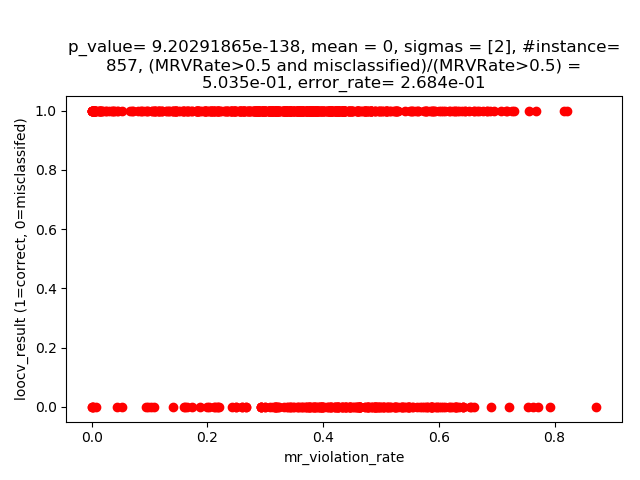 p_value= 9.20291865e-138, mean = 0, sigmas = [2], #instance=
857, (MRVRate>0.5 and misclassified)/(MRVRate>0.5) =
5.035e-01, error_rate= 2.684e-01
loocv_result (1=correct, 0=misclassifed)
1.0
0.8
0.6
0.4
0.2
0.0
0.0 0.2 0.4 0.6 0.8
mr_violation_rate